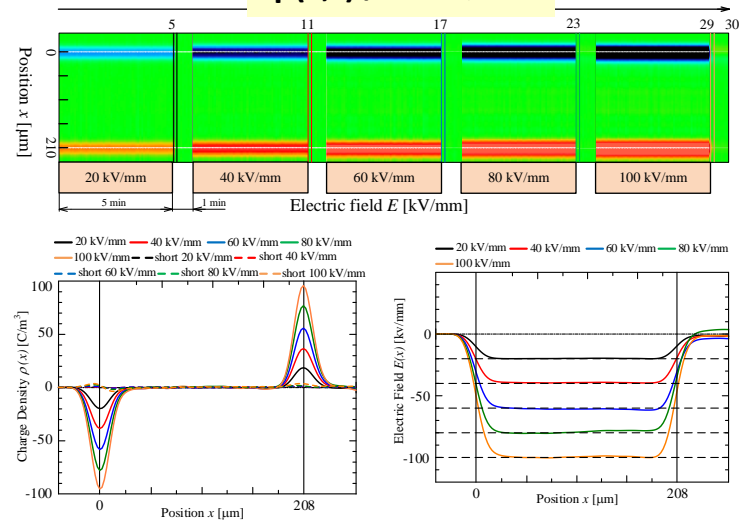 5 11 17 23 29 30
Position x [μm]
0
210
20 kV/mm 40 kV/mm 60 kV/mm 80 kV/mm 100 kV/mm
5 min 1 min
Electric field E [kV/mm]
20 kV/mm 40 kV/mm 60 kV/mm 80 kV/mm
100 kV/mm short 20 kV/mm short 40 kV/mm
short 60 kV/mm short 80 kV/mm short 100 kV/mm
Charge Density ρ(x) [C/m³]
100
50
0
-50
-100
0 208
Position x [μm]
20 kV/mm 40 kV/mm 60 kV/mm 80 kV/mm
100 kV/mm
Electric Field E(x) [kv/mm]
0
-50
-100
0 208
Position x [μm]